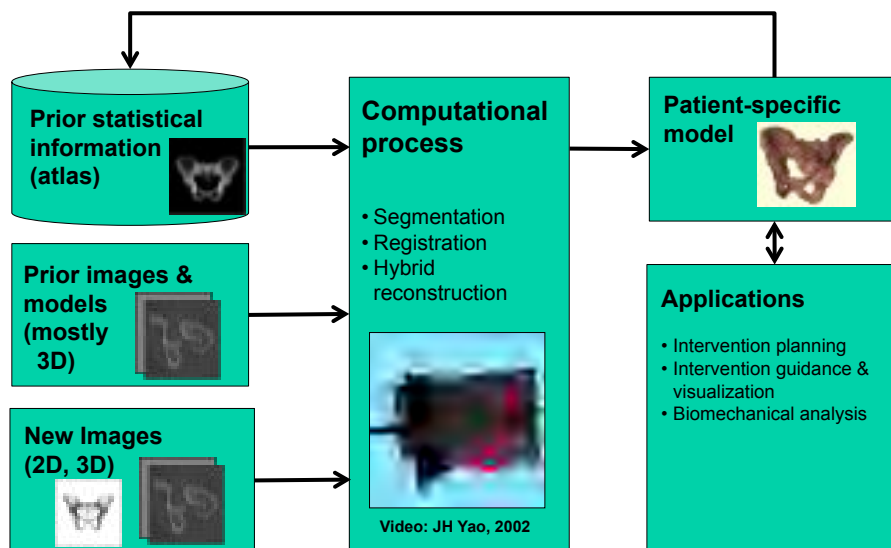 Prior statistical
information
(atlas)
Prior images &
models
(mostly
3D)
New Images
(2D, 3D)
Computational
process
• Segmentation
• Registration
• Hybrid
reconstruction
Video: JH Yao, 2002
Patient-specific
model
Applications
• Intervention planning
• Intervention guidance &
visualization
• Biomechanical analysis